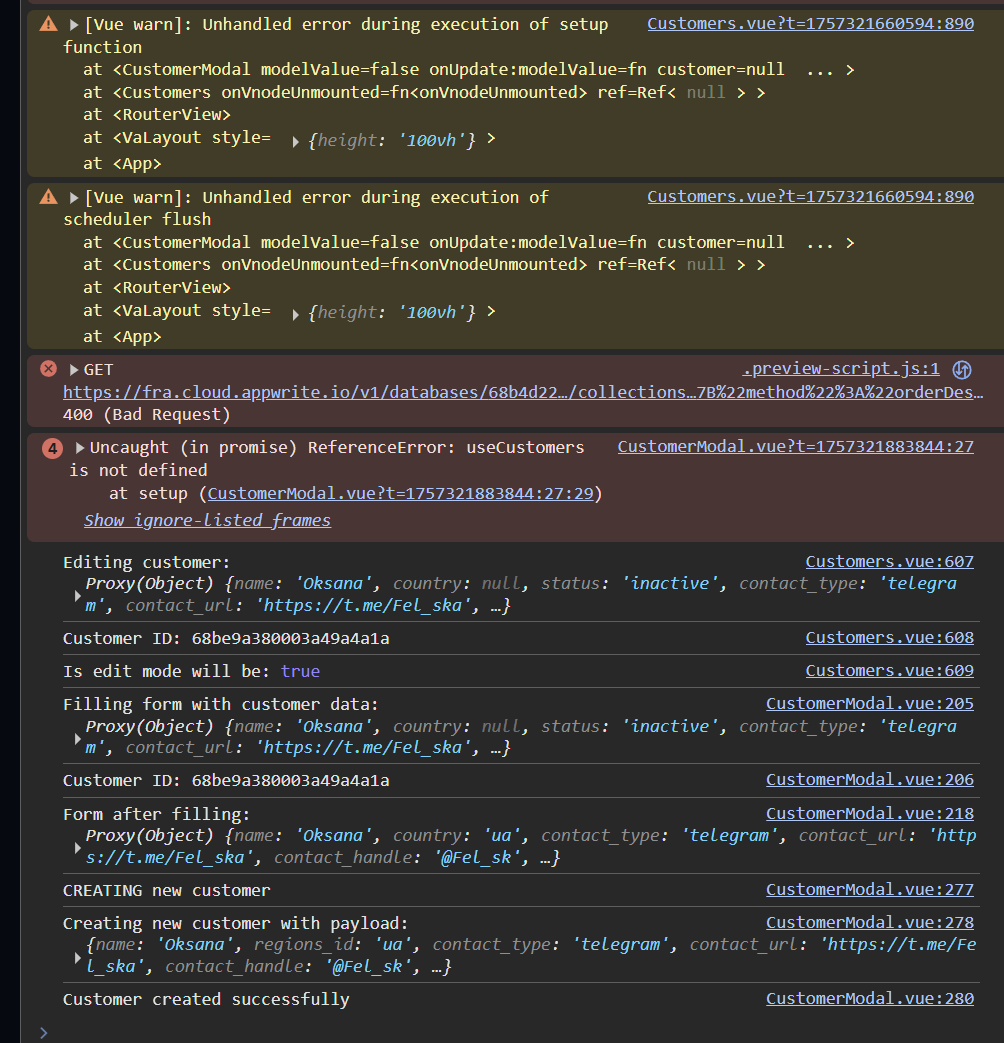 [Vue warn]: Unhandled error during execution of setup Customers.vue?t=1757321660594:890
function
at <CustomerModal modelValue=false onUpdate:modelValue=fn customer=null ... >
at <Customers onVnodeUnmounted=fn<onVnodeUnmounted> ref=Ref< null > >
at <RouterView>
at <VaLayout style= {height: '100vh'} >
at <App>
[Vue warn]: Unhandled error during execution of Customers.vue?t=1757321660594:890
scheduler flush
at <CustomerModal modelValue=false onUpdate:modelValue=fn customer=null ... >
at <Customers onVnodeUnmounted=fn<onVnodeUnmounted> ref=Ref< null > >
at <RouterView>
at <VaLayout style= {height: '100vh'} >
at <App>
GET .preview-script.js:1
https://fra.cloud.appwrite.io/v1/databases/68b4d22…/collections…7B%22method%22%3A%22orderDes…
400 (Bad Request)
4 Uncaught (in promise) ReferenceError: useCustomers CustomerModal.vue?t=1757321883844:27
is not defined
at setup (CustomerModal.vue?t=1757321883844:27:29)
Show ignore-listed frames
Editing customer: Customers.vue:607
Proxy(Object) {name: 'Oksana', country: null, status: 'inactive', contact_type: 'telegra
m', contact_url: 'https://t.me/Fel_ska', …}
Customer ID: 68be9a380003a49a4a1a Customers.vue:608
Is edit mode will be: true Customers.vue:609
Filling form with customer data: CustomerModal.vue:205
Proxy(Object) {name: 'Oksana', country: null, status: 'inactive', contact_type: 'telegra
m', contact_url: 'https://t.me/Fel_ska', …}
Customer ID: 68be9a380003a49a4a1a CustomerModal.vue:206
Form after filling: CustomerModal.vue:218
Proxy(Object) {name: 'Oksana', country: 'ua', contact_type: 'telegram', contact_url: 'http
s://t.me/Fel_ska', contact_handle: '@Fel_sk', …}
CREATING new customer CustomerModal.vue:277
Creating new customer with payload: CustomerModal.vue:278
{name: 'Oksana', regions_id: 'ua', contact_type: 'telegram', contact_url: 'https://t.me/Fe
l_ska', contact_handle: '@Fel_sk', …}
Customer created successfully CustomerModal.vue:280